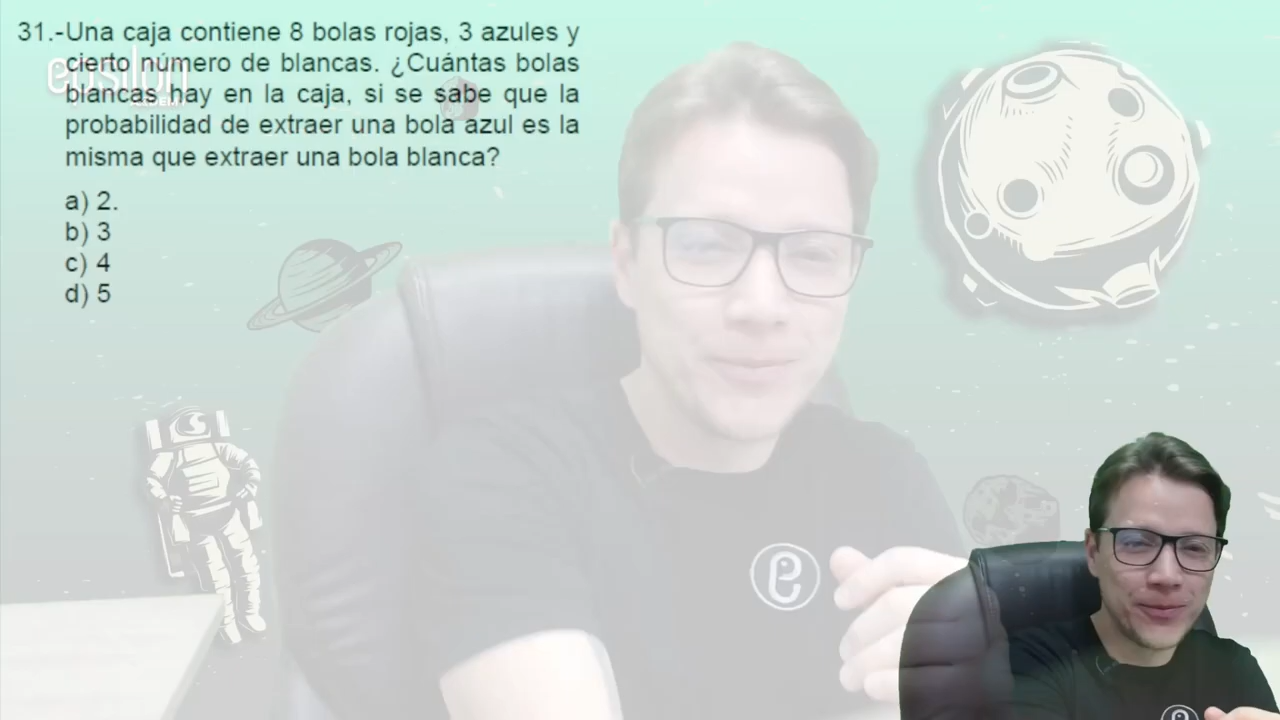 31.-Una caja contiene 8 bolas rojas, 3 azules y
cierto número de blancas. ¿Cuántas bolas
blancas hay en la caja, si se sabe que la
probabilidad de extraer una bola azul es la
misma que extraer una bola blanca?
a) 2.
b) 3
c) 4
d) 5
epsilon